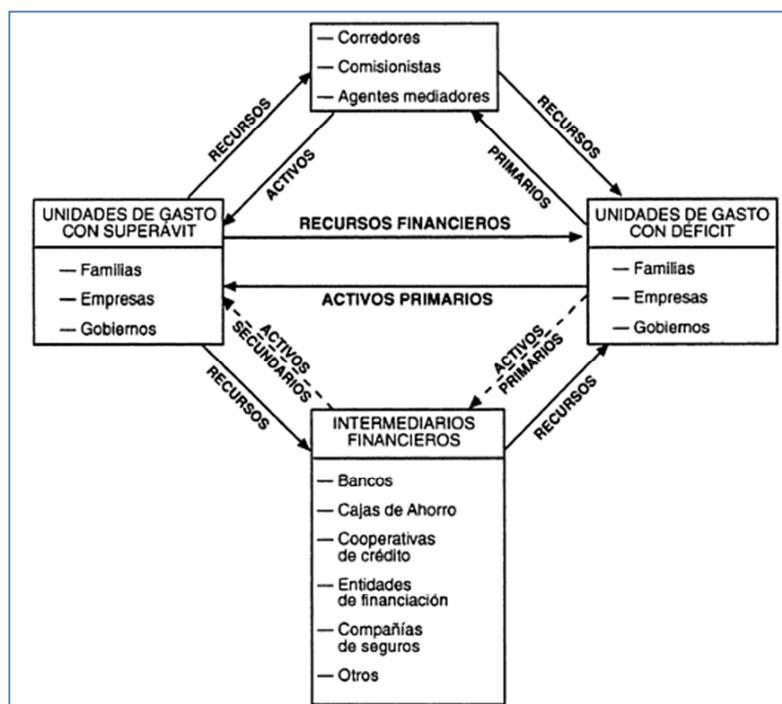 — Corredores
— Comisionistas
— Agentes mediadores
RECURSOS
ACTIVOS
PRIMARIOS
RECURSOS
UNIDADES DE GASTO
CON SUPERÁVIT
— Familias
— Empresas
— Gobiernos
RECURSOS FINANCIEROS
ACTIVOS PRIMARIOS
UNIDADES DE GASTO
CON DÉFICIT
— Familias
— Empresas
— Gobiernos
RECURSOS
ACTIVOS
SECUNDARIOS
ACTIVOS
PRIMARIOS
RECURSOS
INTERMEDIARIOS
FINANCIEROS
— Bancos
— Cajas de Ahorro
— Cooperativas
de crédito
— Entidades
de financiación
— Compañías
de seguros
— Otros